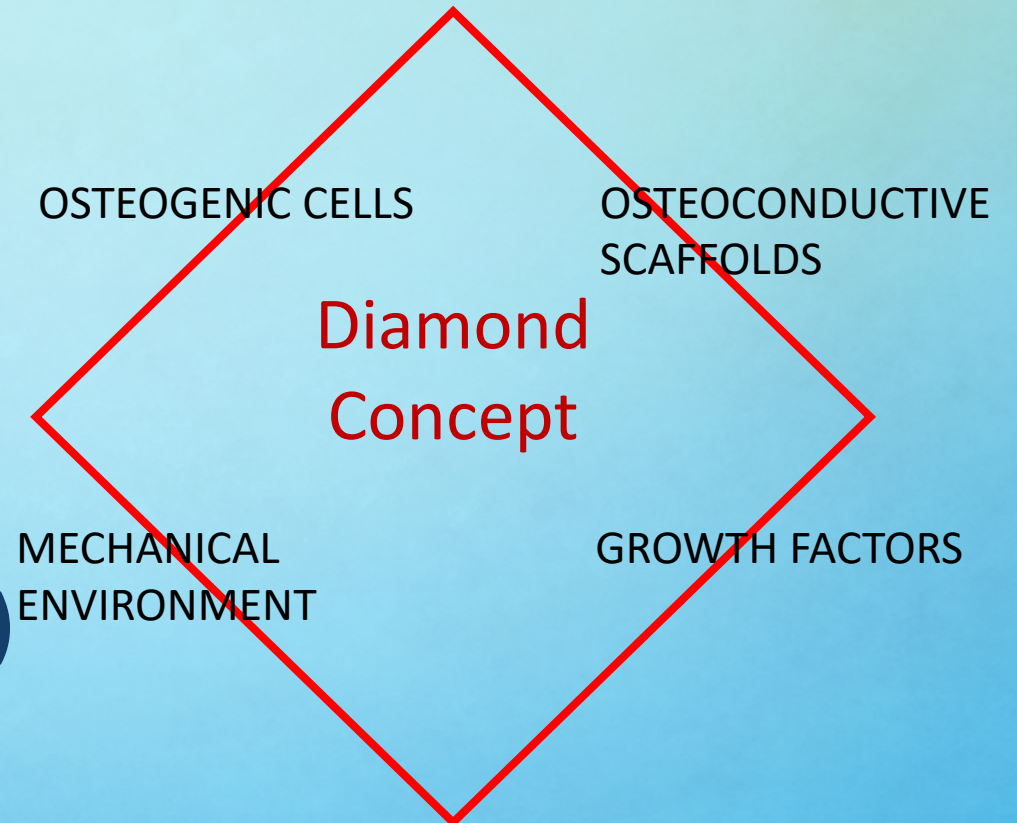 OSTEOGENIC CELLS
OSTEOCONDUCTIVE
SCAFFOLDS
Diamond
Concept
MECHANICAL
ENVIRONMENT
GROWTH FACTORS